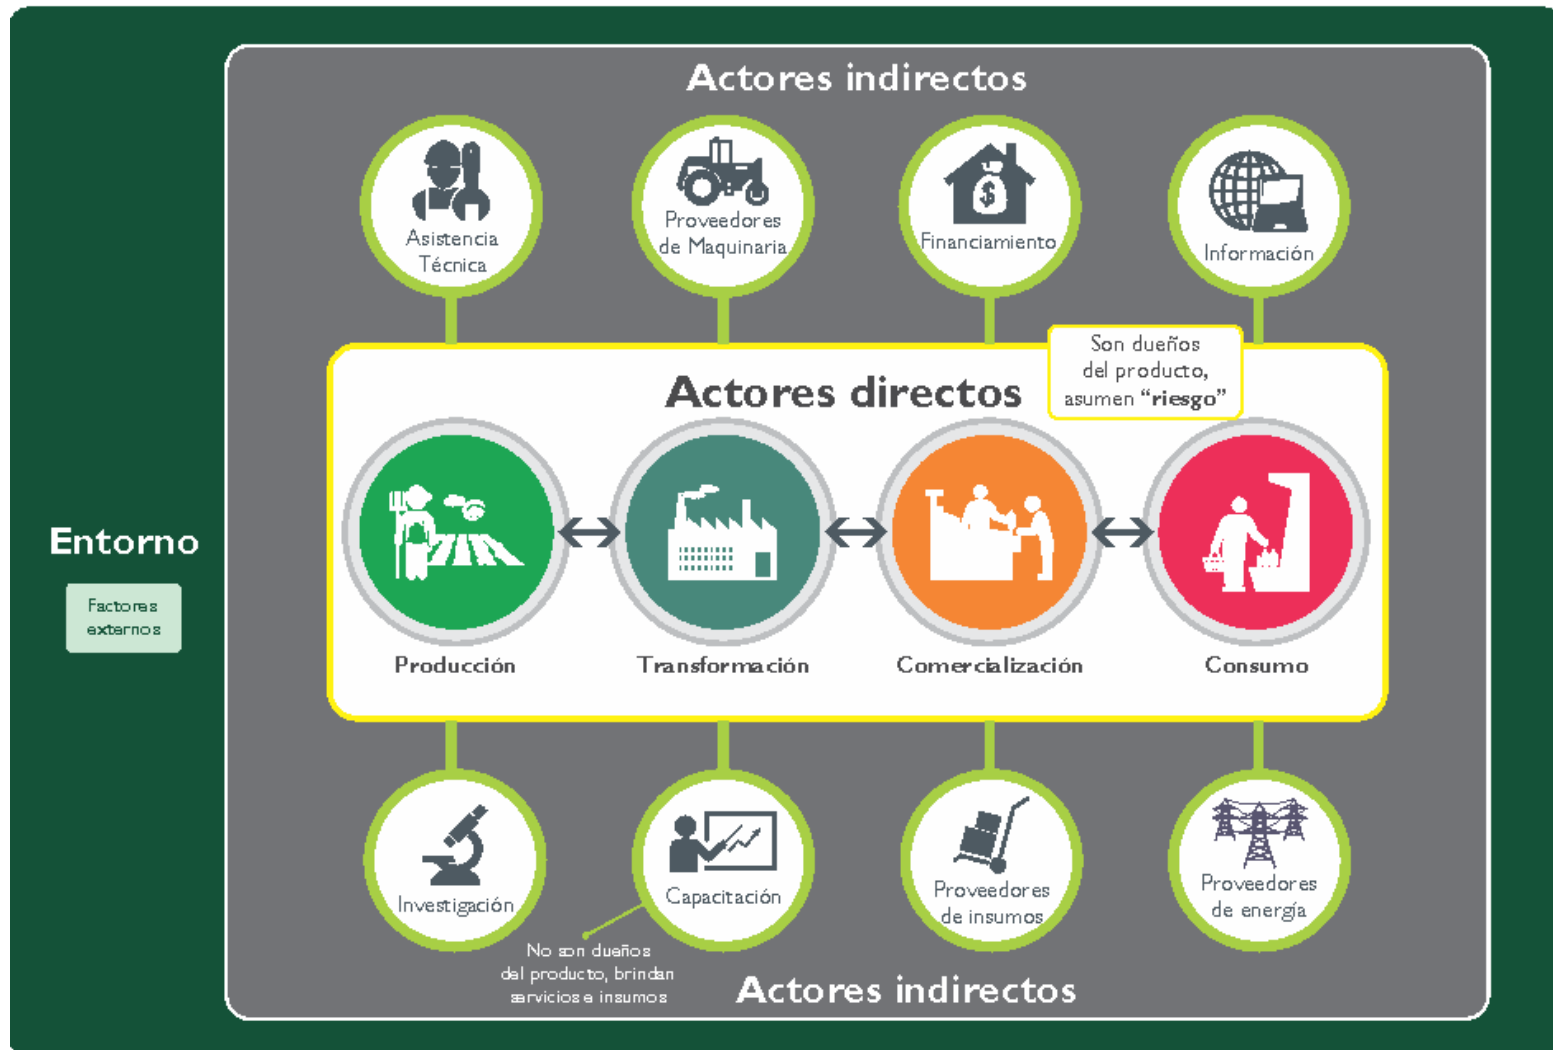 Actores indirectos
Asistencia
Técnica
Proveedores
de Maquinaria
Financiamiento
Información
Son dueños
del producto,
asumen “riesgo”
Actores directos
Entorno
Factores
externos
Producción
Transformación
Comercialización
Consumo
Investigación
Capacitación
Proveedores
de insumos
Proveedores
de energía
No son dueños
del producto, brindan
servicios e insumos
Actores indirectos